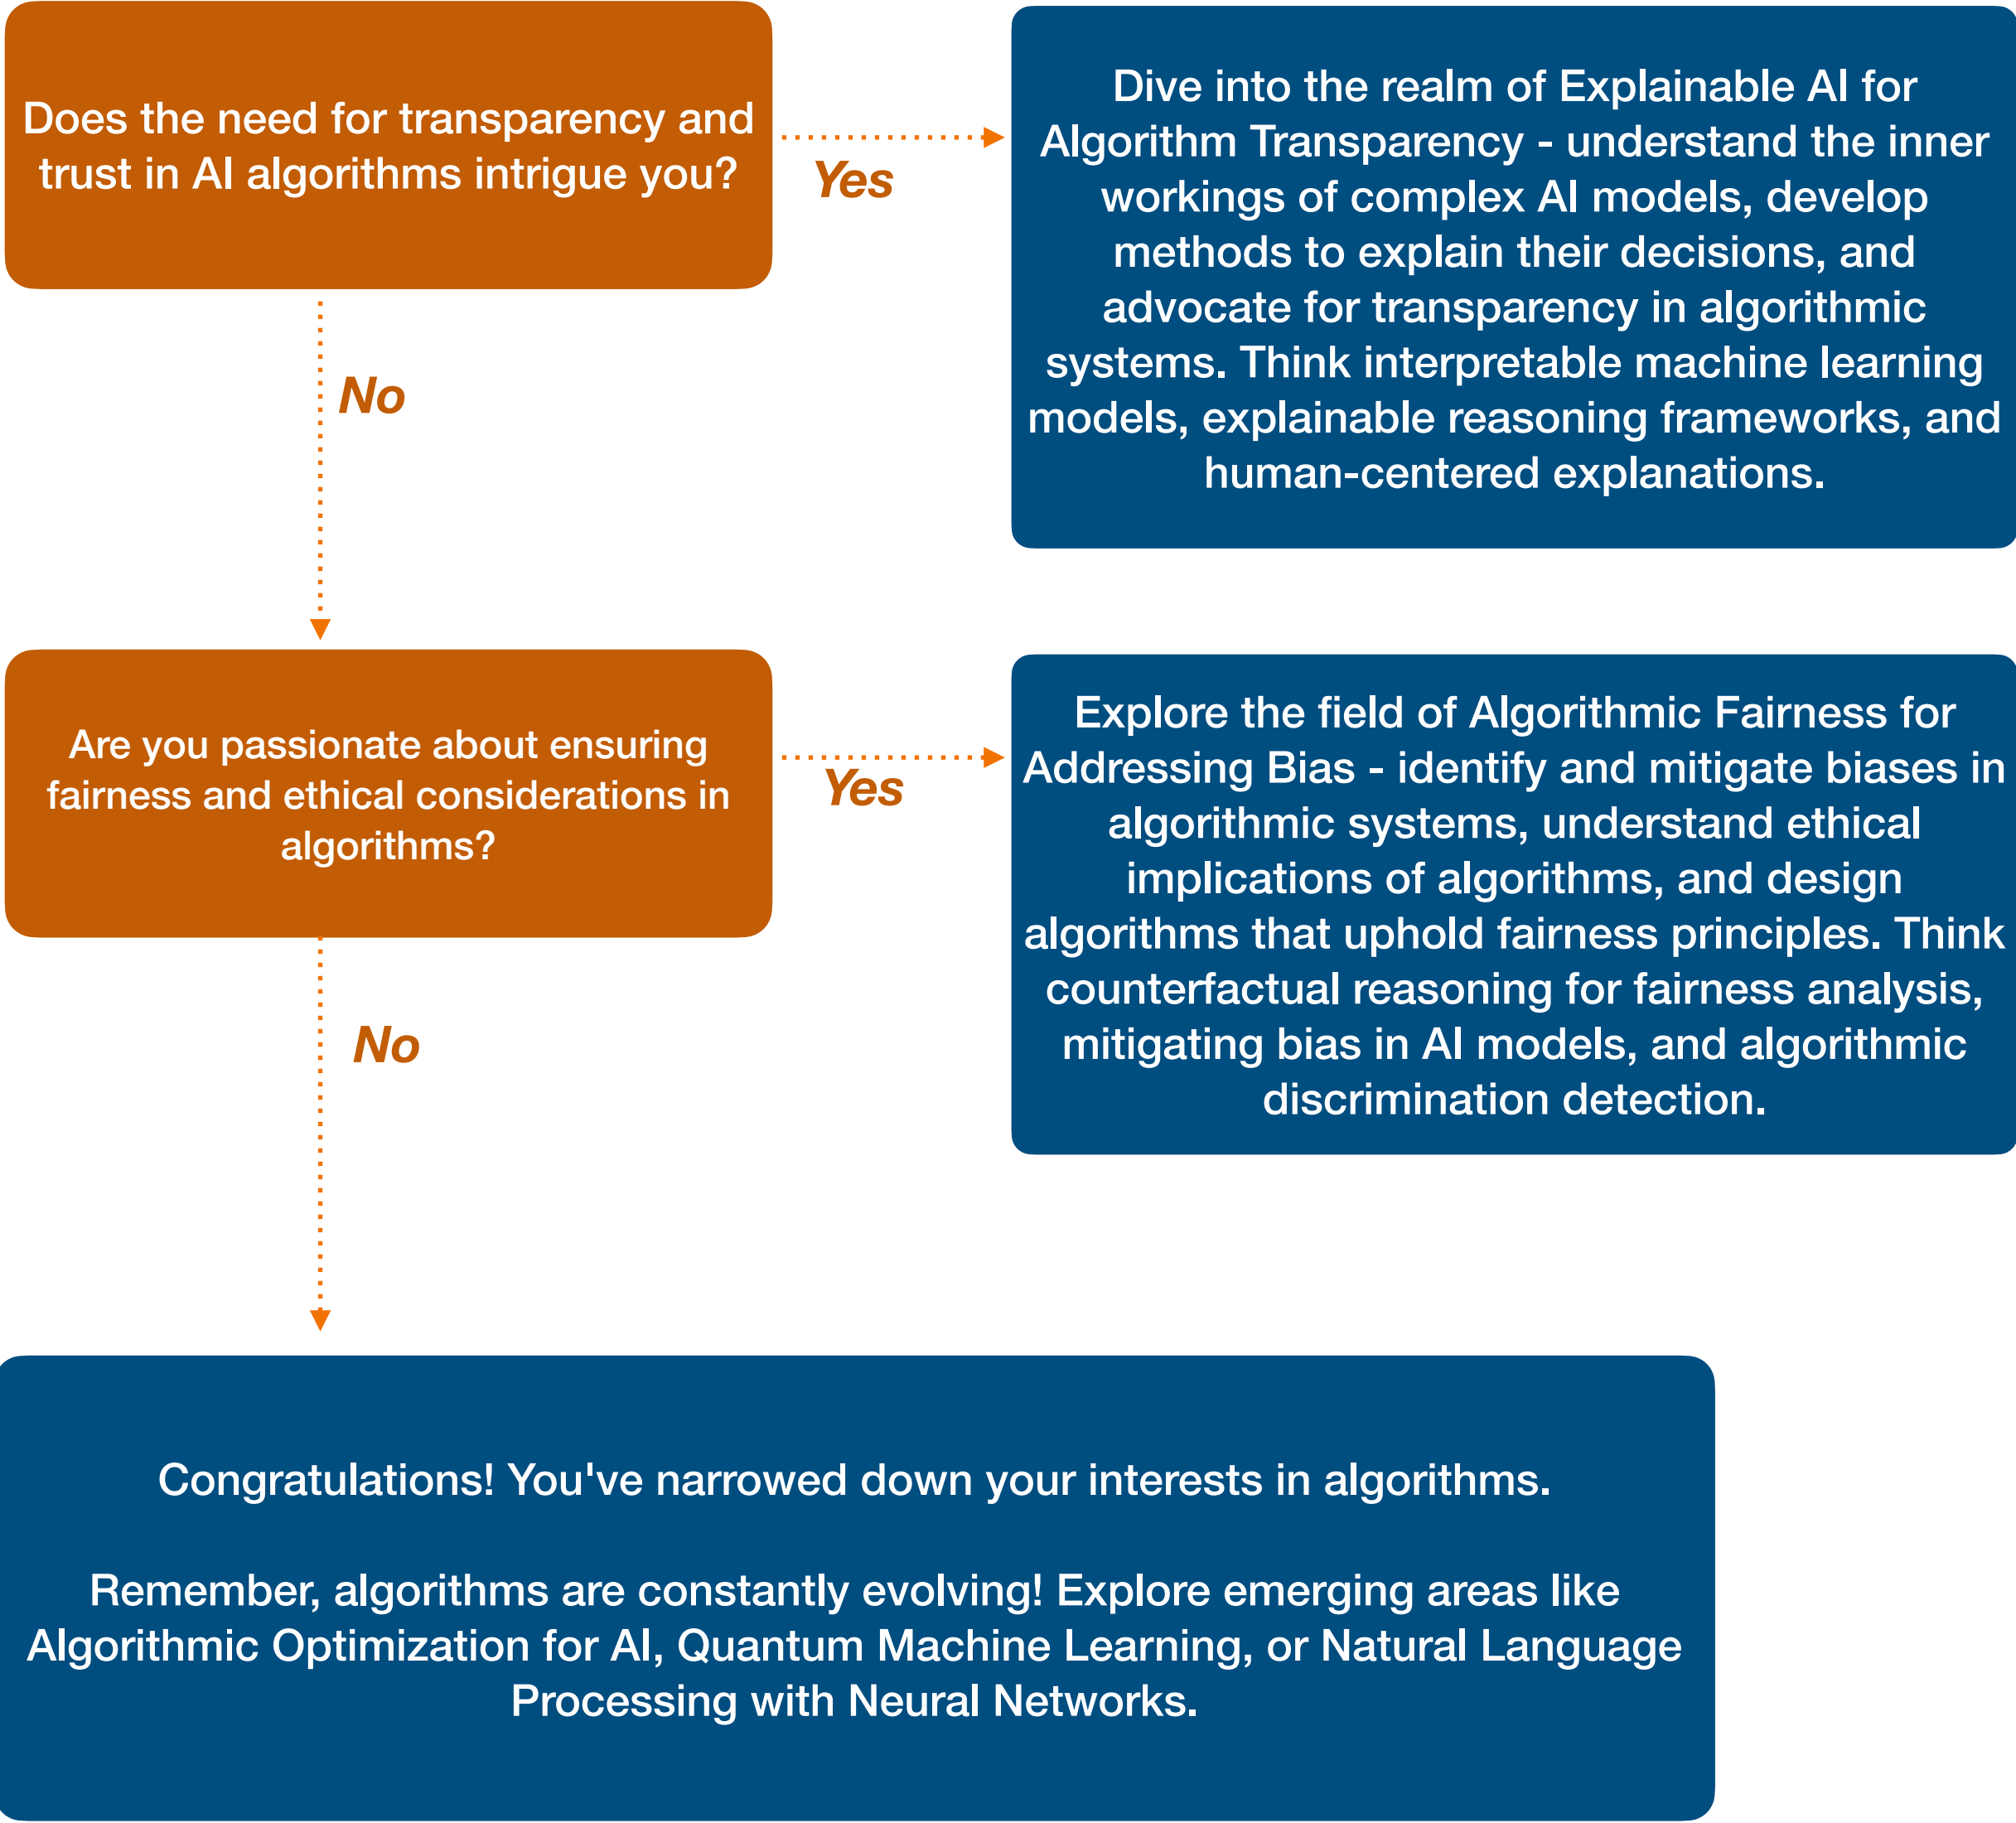 Does the need for transparency and
trust in AI algorithms intrigue you?
Yes
Dive into the realm of Explainable AI for
Algorithm Transparency - understand the inner
workings of complex AI models, develop
methods to explain their decisions, and
advocate for transparency in algorithmic
systems. Think interpretable machine learning
models, explainable reasoning frameworks, and
human-centered explanations.
No
Are you passionate about ensuring
fairness and ethical considerations in
algorithms?
Yes
Explore the field of Algorithmic Fairness for
Addressing Bias - identify and mitigate biases in
algorithmic systems, understand ethical
implications of algorithms, and design
algorithms that uphold fairness principles. Think
counterfactual reasoning for fairness analysis,
mitigating bias in AI models, and algorithmic
discrimination detection.
No
Congratulations! You've narrowed down your interests in algorithms.
Remember, algorithms are constantly evolving! Explore emerging areas like
Algorithmic Optimization for AI, Quantum Machine Learning, or Natural Language
Processing with Neural Networks.